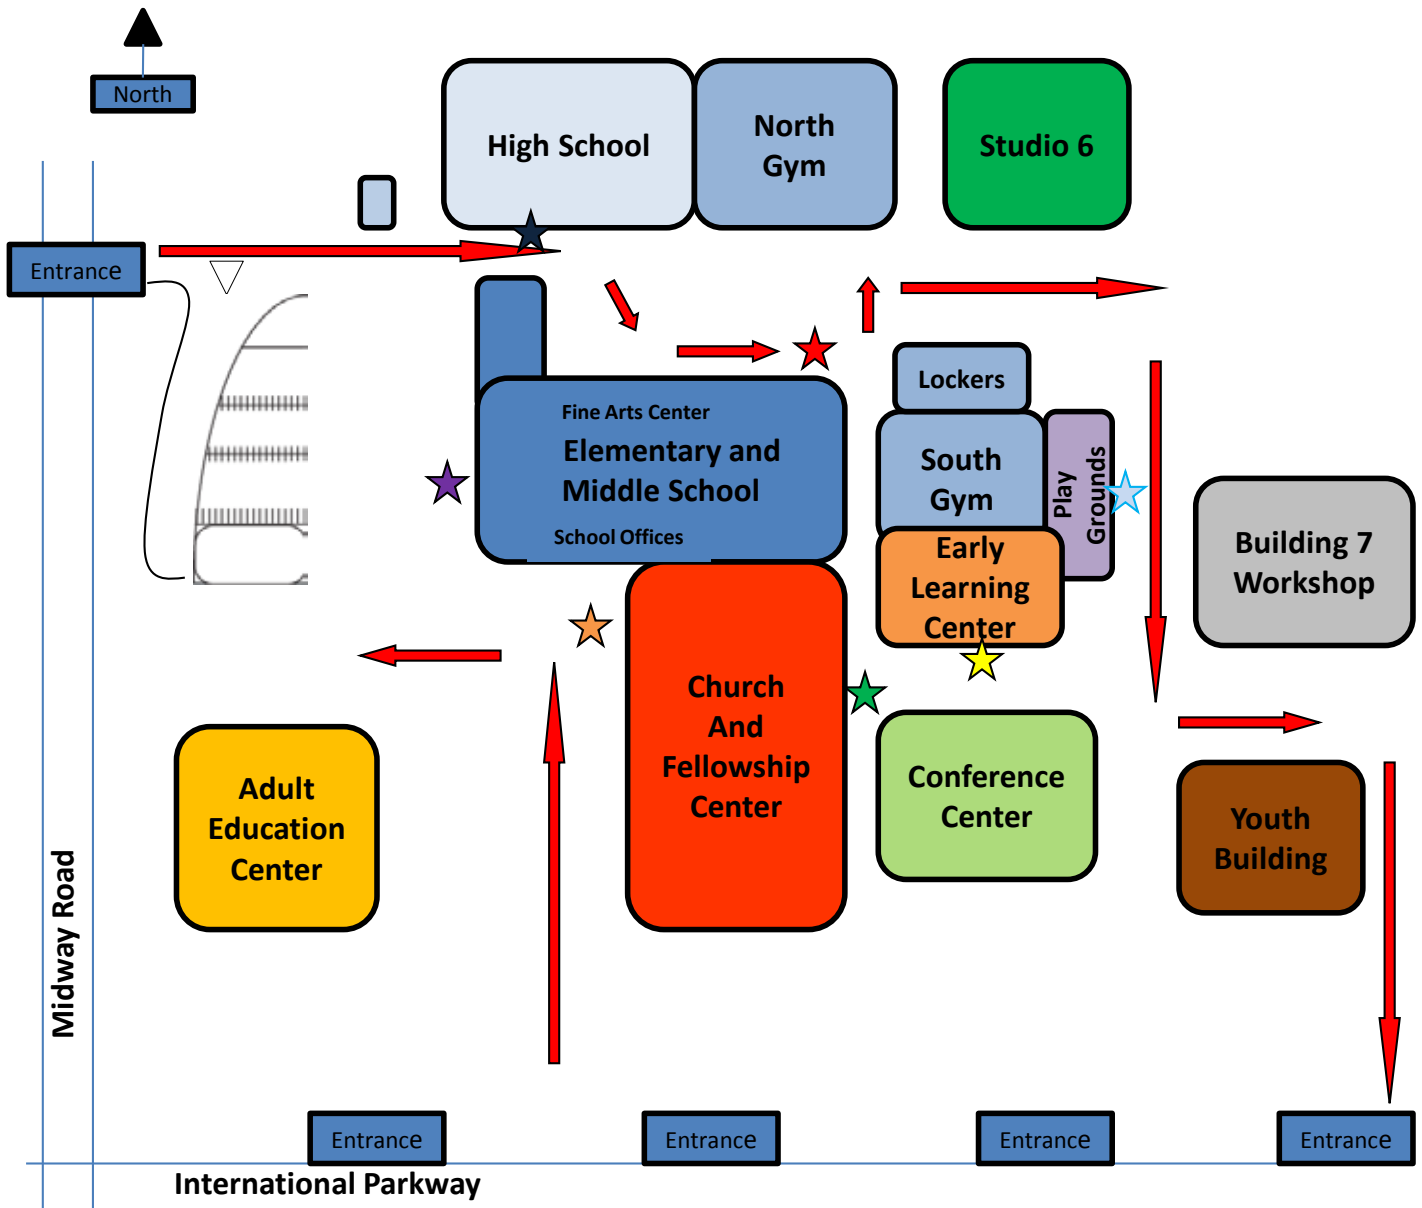 North
High School
North
Gym
Studio 6
Entrance
Lockers
Fine Arts Center
Elementary and
Middle School
School Offices
South
Gym
Play
Grounds
Early
Learning
Center
Building 7
Workshop
Church
And
Fellowship
Center
Adult
Education
Center
Conference
Center
Youth
Building
Midway Road
Entrance
Entrance
Entrance
Entrance
International Parkway